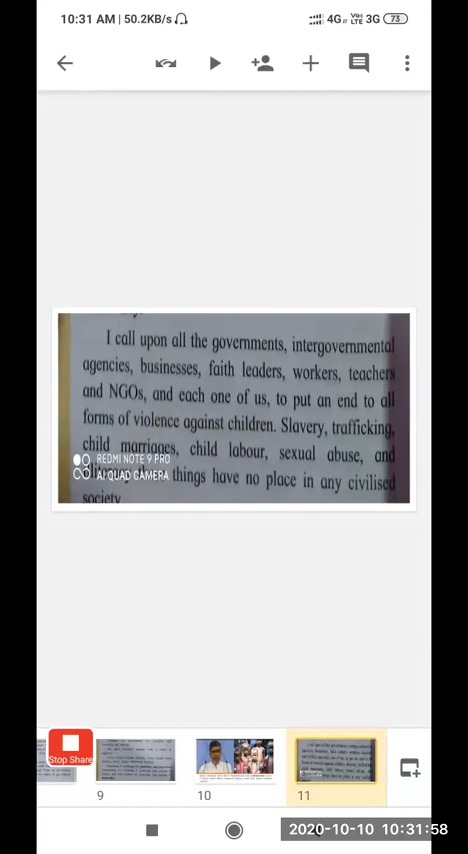 10:31 AM | 50.2KB/s
4G Vo) LTE 3G 73
I call upon all the governments, intergovernmental
agencies, businesses, faith leaders, workers, teachers
and NGOs, and each one of us, to put an end to all
forms of violence against children. Slavery, trafficking,
child marriages, child labour, sexual abuse, and
things have no place in any civilised
society
REDMI NOTE 9 PRO
AI QUAD CAMERA
Stop Share
9
10
11
2020-10-10 10:31:58